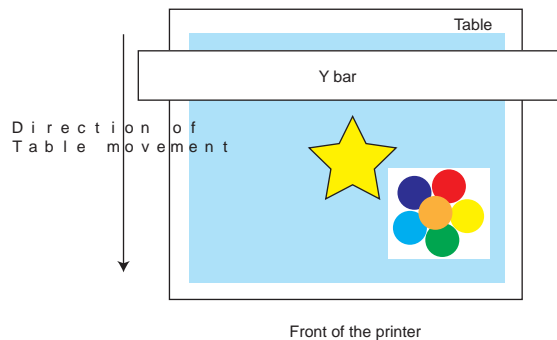 Table
Y bar
Direction of
Table movement
Front of the printer